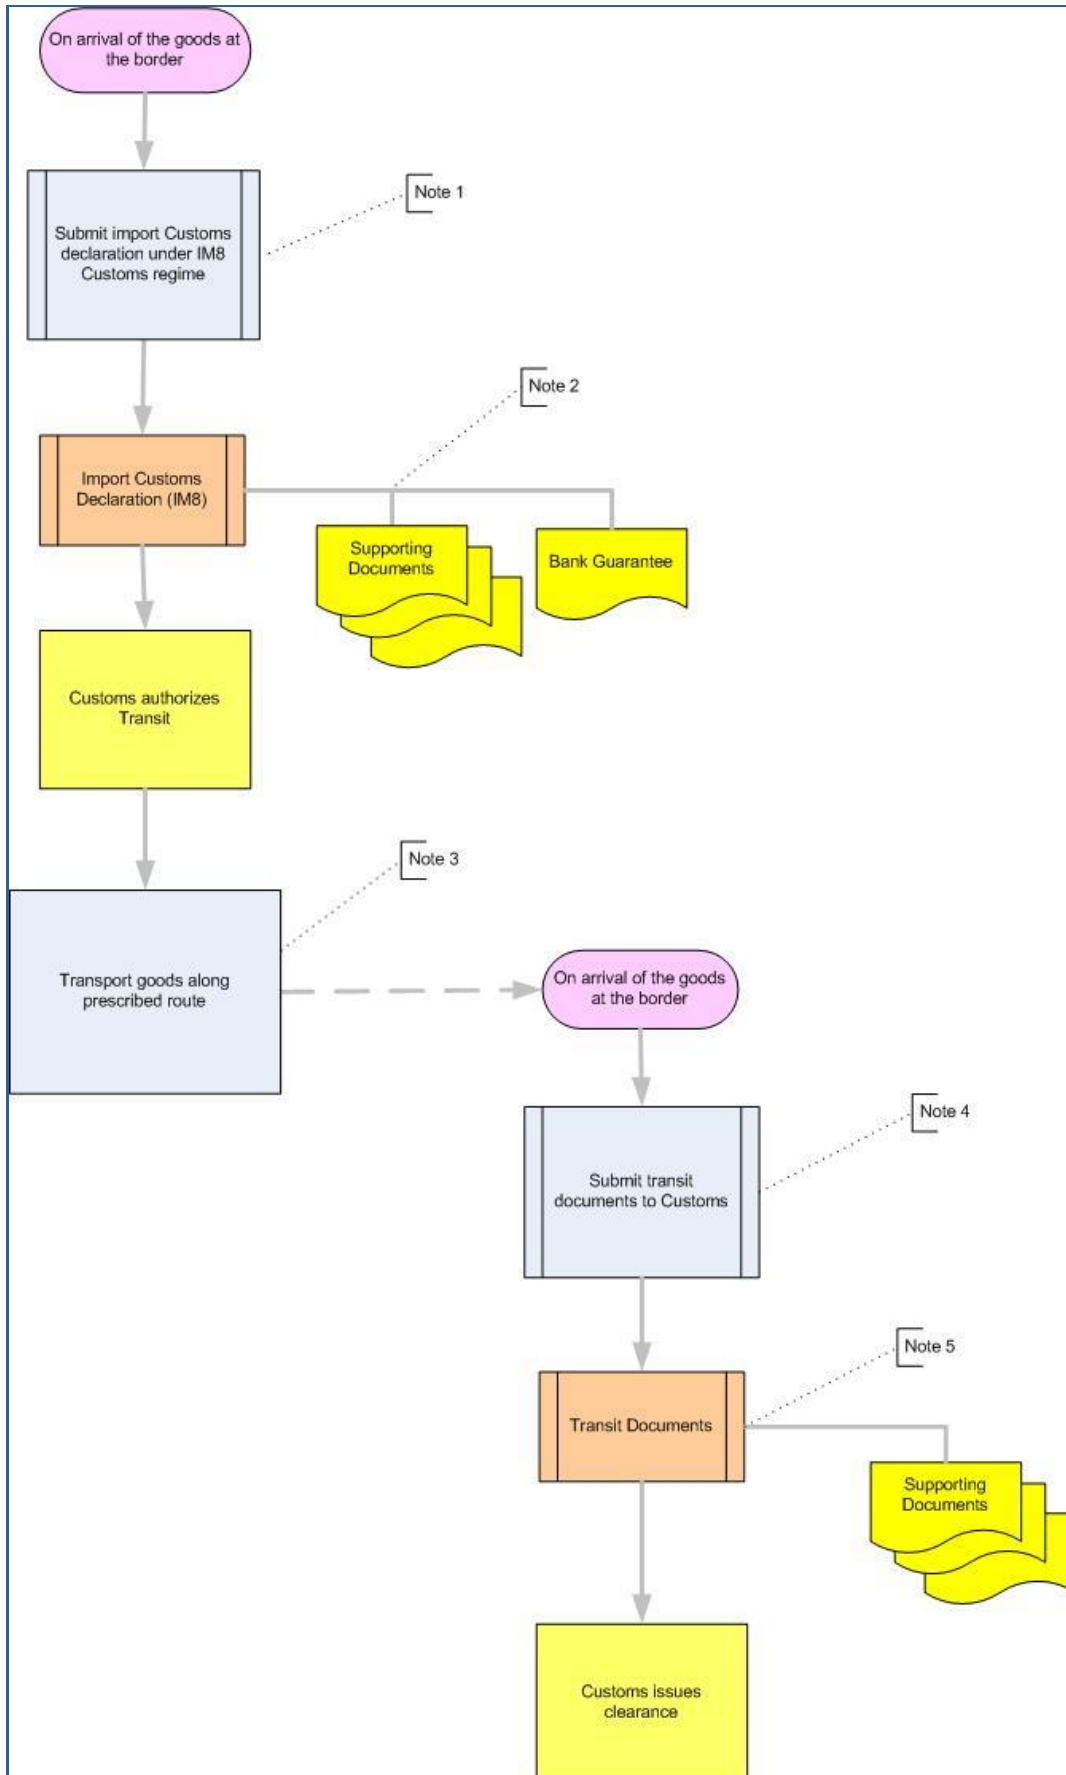 On arrival of the goods at
the border
Note 1
Submit import Customs
declaration under IM8
Customs regime
Note 2
Import Customs
Declaration (IM8)
Supporting
Documents
Bank Guarantee
Customs authorizes
Transit
Note 3
Transport goods along
prescribed route
On arrival of the goods
at the border
Note 4
Submit transit
documents to Customs
Note 5
Transit Documents
Supporting
Documents
Customs issues
clearance